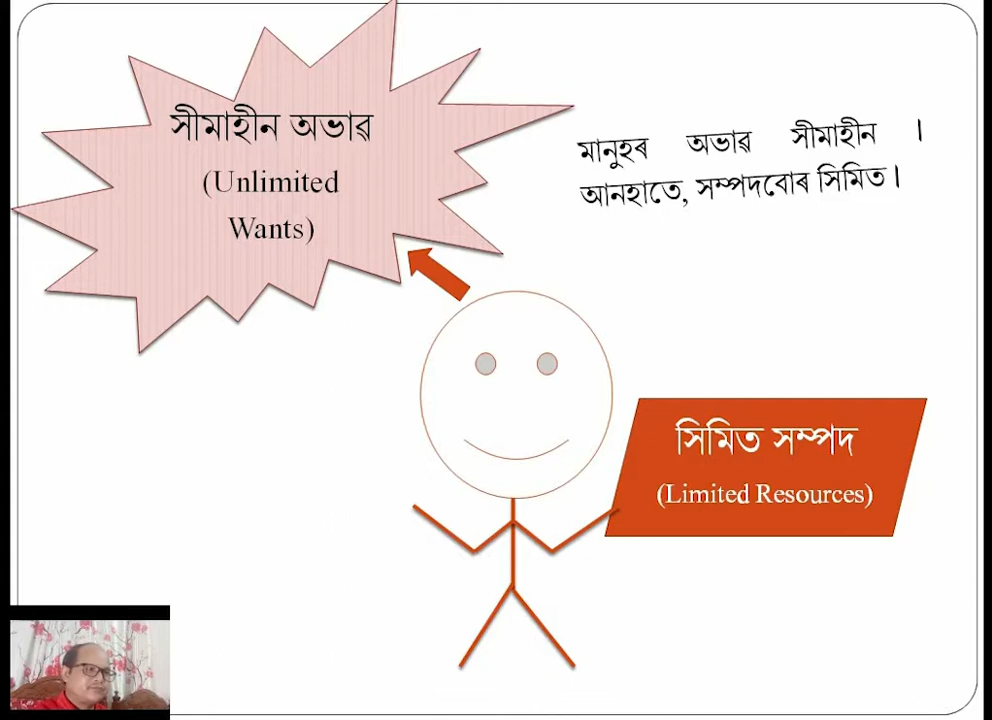 সীমাহীন অভাৱ
(Unlimited
Wants)
মানুহৰ অভাৱ সীমাহীন ।
আনহাতে, সম্পদবোৰ সিমিত।
সিমিত সম্পদ
(Limited Resources)